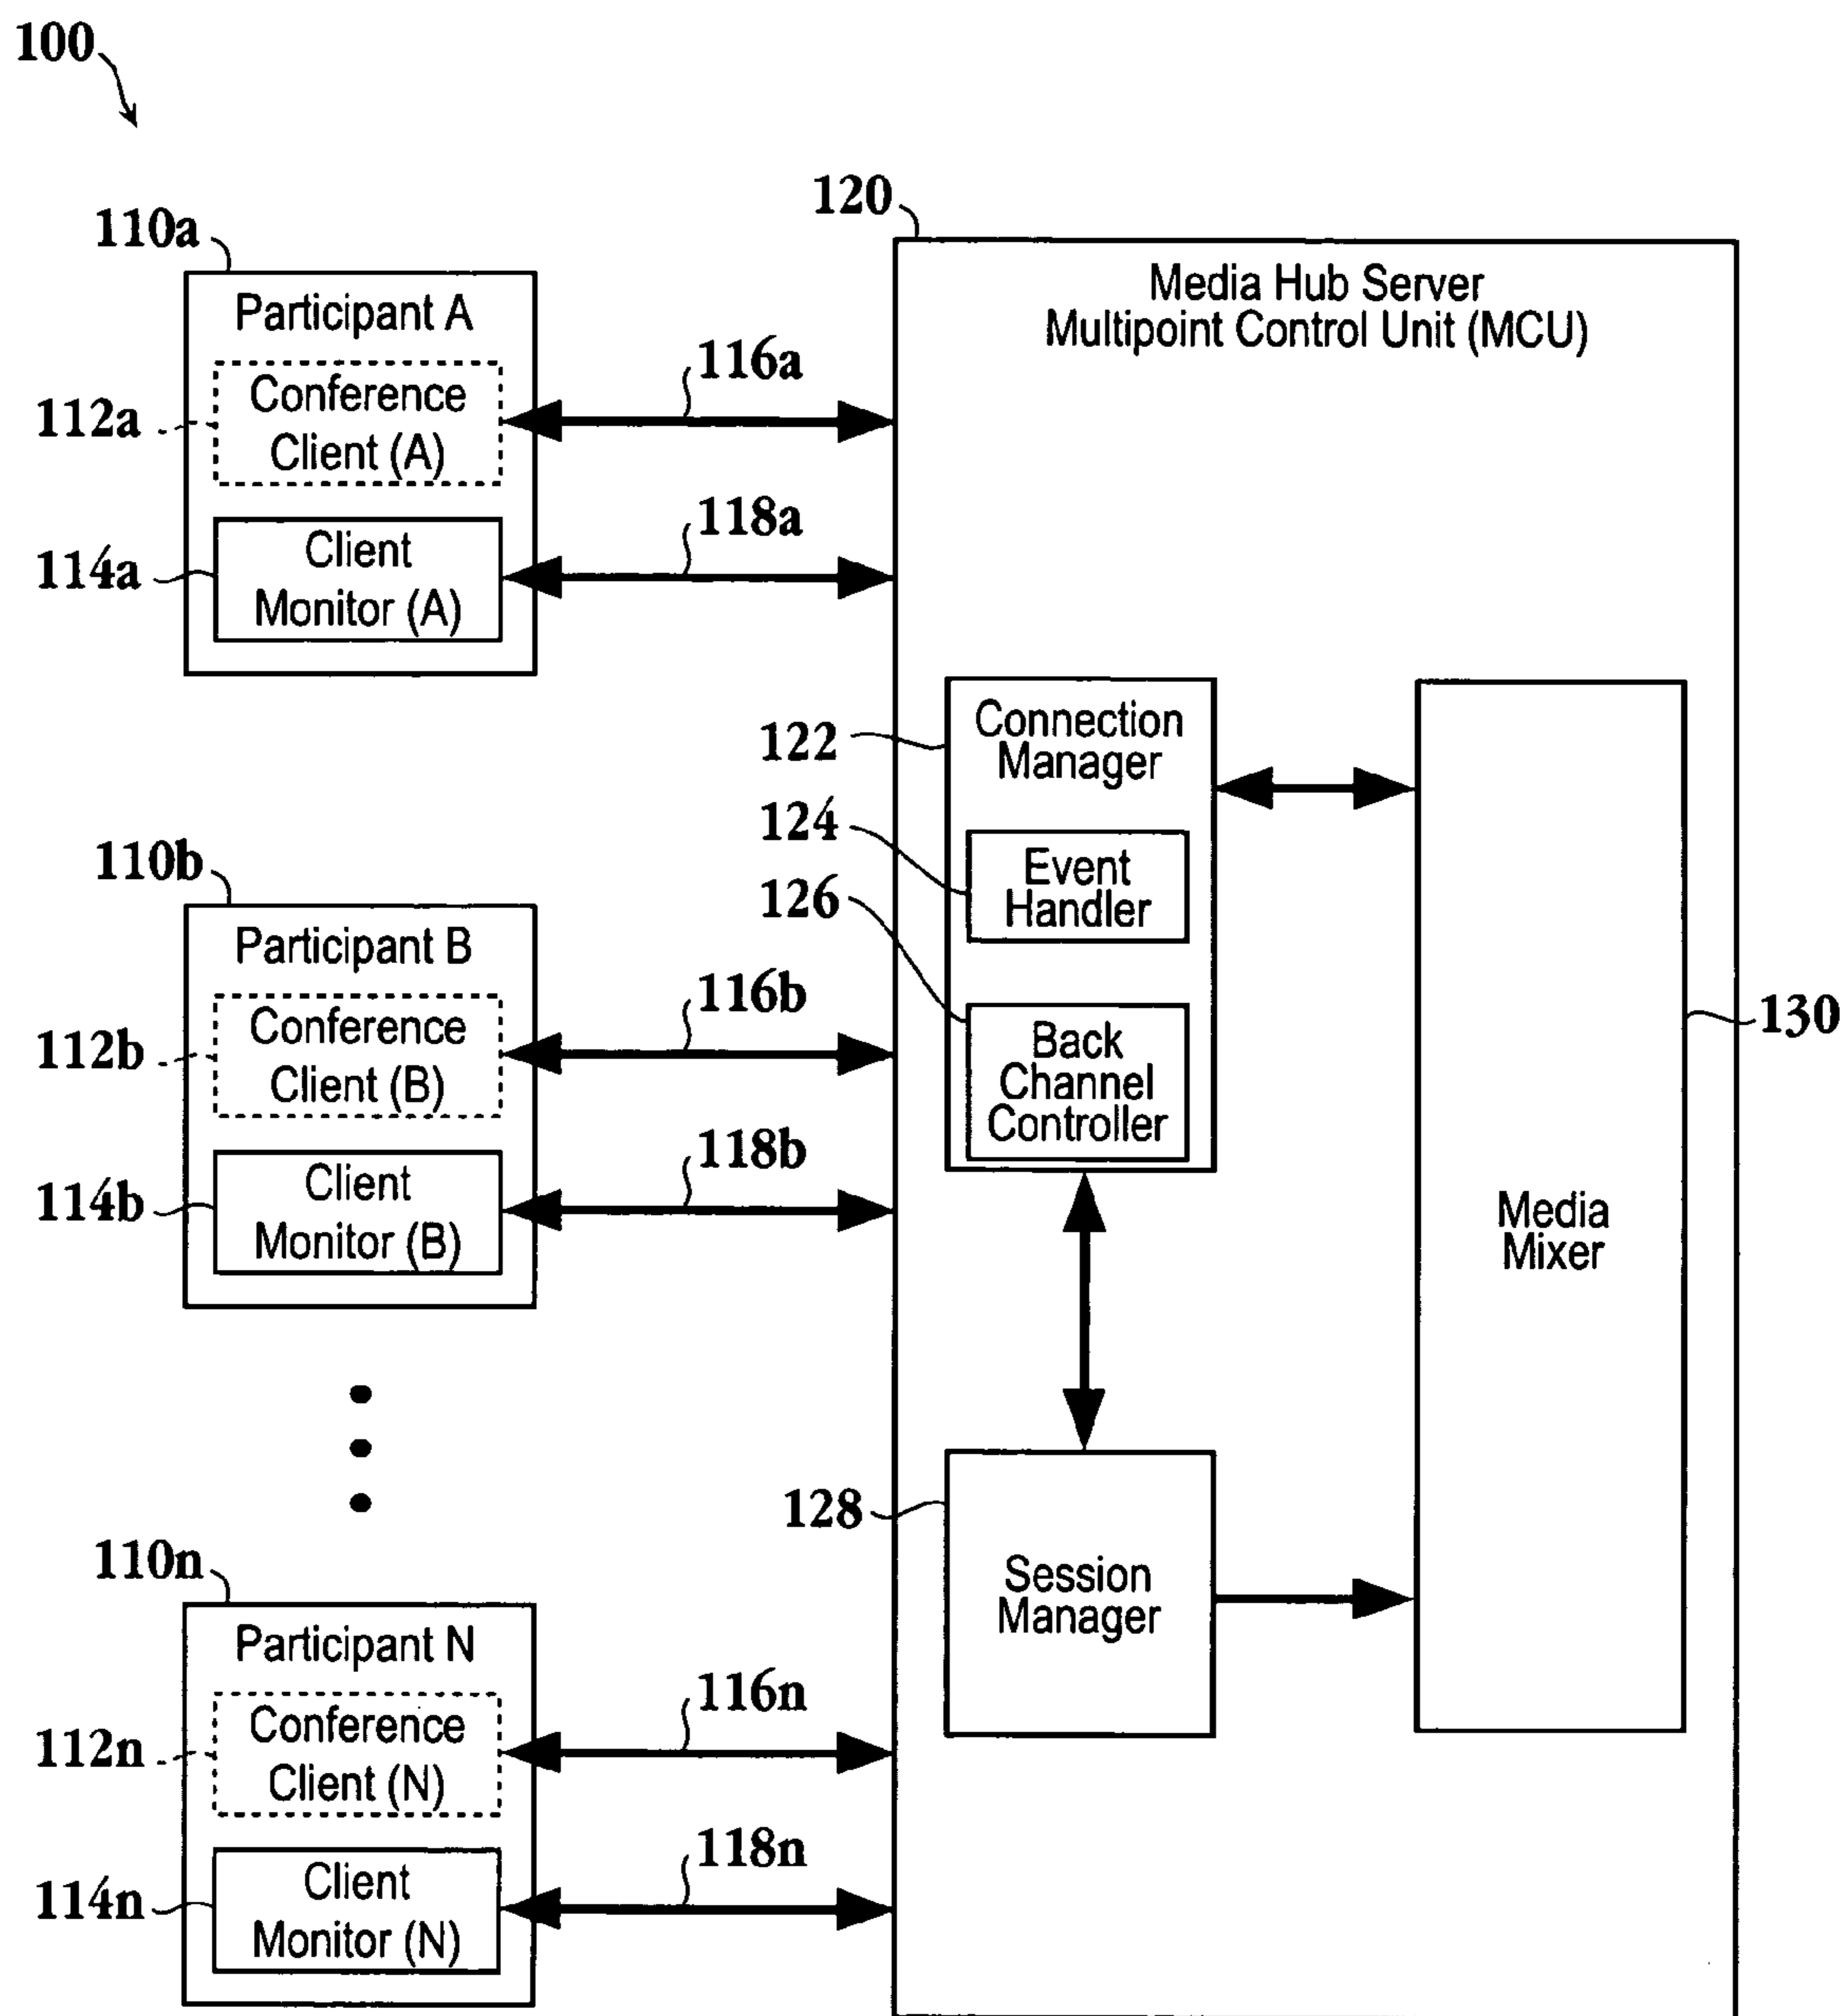 100
110a
Participant A
Conference
Client (A)
112a
Client
Monitor (A)
114a
116a
118a
110b
Participant B
Conference
Client (B)
112b
Client
Monitor (B)
114b
116b
118b
110n
Participant N
Conference
Client (N)
112n
Client
Monitor (N)
114n
116n
118n
120
Media Hub Server
Multipoint Control Unit (MCU)
122
Connection
Manager
124
Event
Handler
126
Back
Channel
Controller
128
Session
Manager
Media
Mixer
130